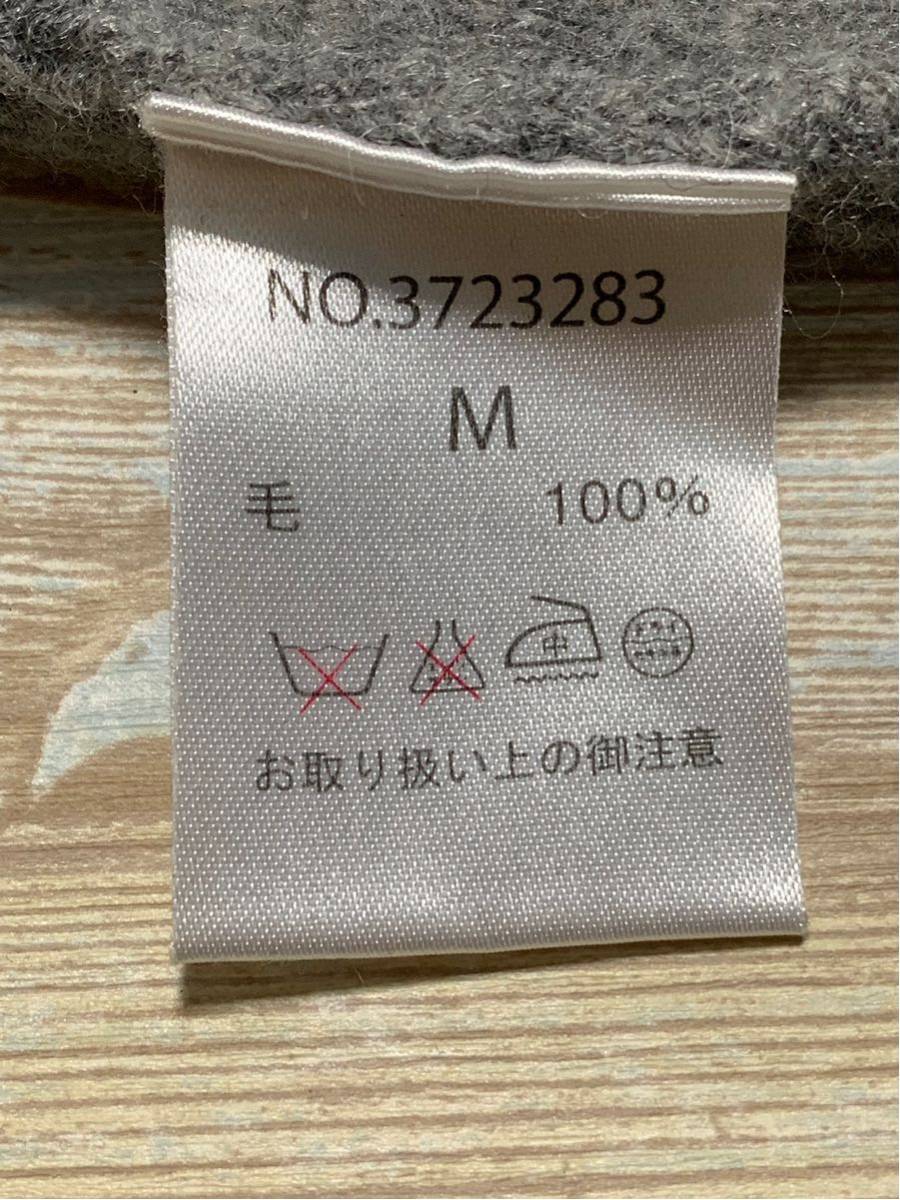 NO.3723283
M
毛 100%
中
お取り扱い上の御注意